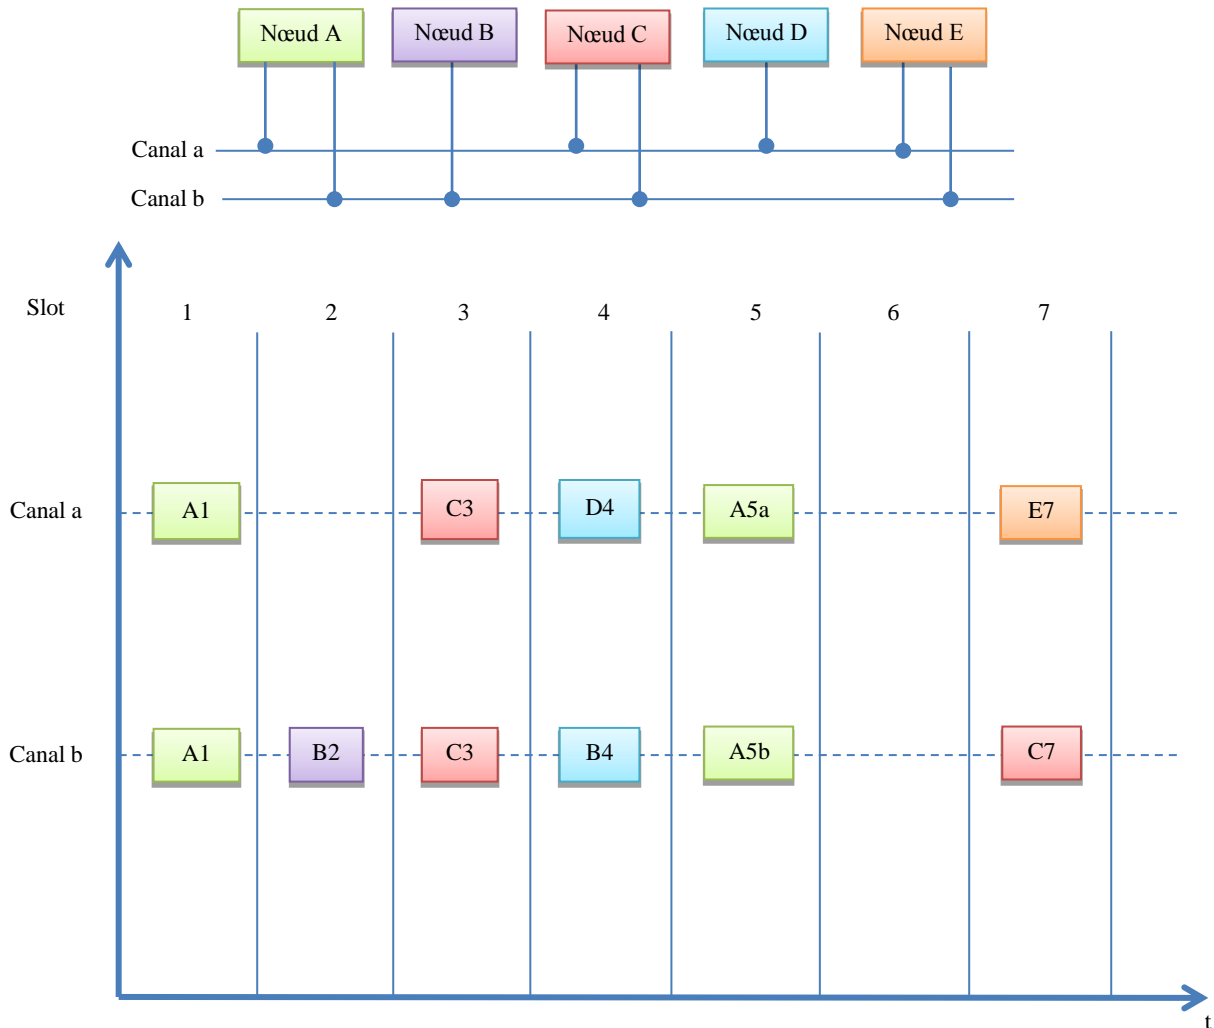 Nœud A Nœud B Nœud C Nœud D Nœud E
Canal a
Canal b
Slot 1 2 3 4 5 6 7
Canal a A1 C3 D4 A5a E7
Canal b A1 B2 C3 B4 A5b C7
t